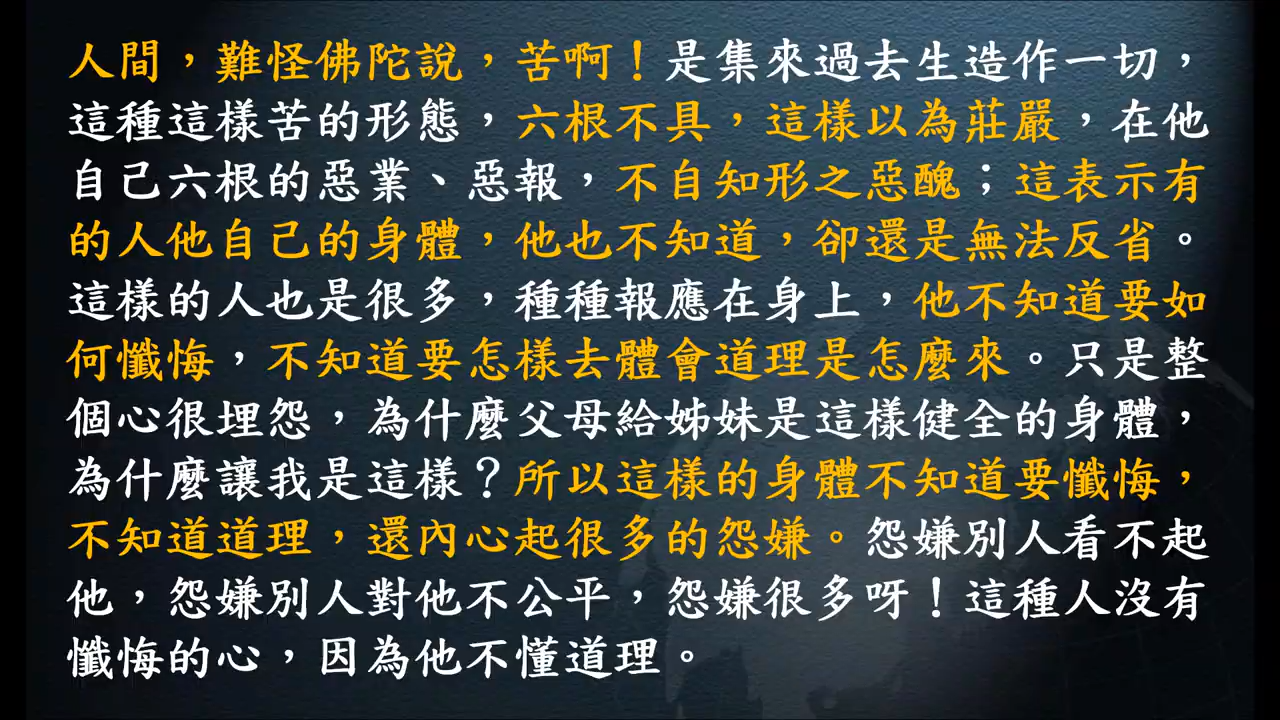 人間，難怪佛陀說，苦啊！是集來過去生造作一切，
這種這樣苦的形態，六根不具，這樣以為莊嚴，在他
自己六根的惡業、惡報，不自知形之惡醜；這表示有
的人他自己的身體，他也不知道，卻還是無法反省。
這樣的人也是很多，種種報應在身上，他不知道要如
何懺悔，不知道要怎樣去體會道理是怎麼來。只是整
個心很埋怨，為什麼父母給姊妹是這樣健全的身體，
為什麼讓我是這樣？所以這樣的身體不知道要懺悔，
不知道道理，還內心起很多的怨嫌。怨嫌別人看不起
他，怨嫌別人對他不公平，怨嫌很多呀！這種人沒有
懺悔的心，因為他不懂道理。